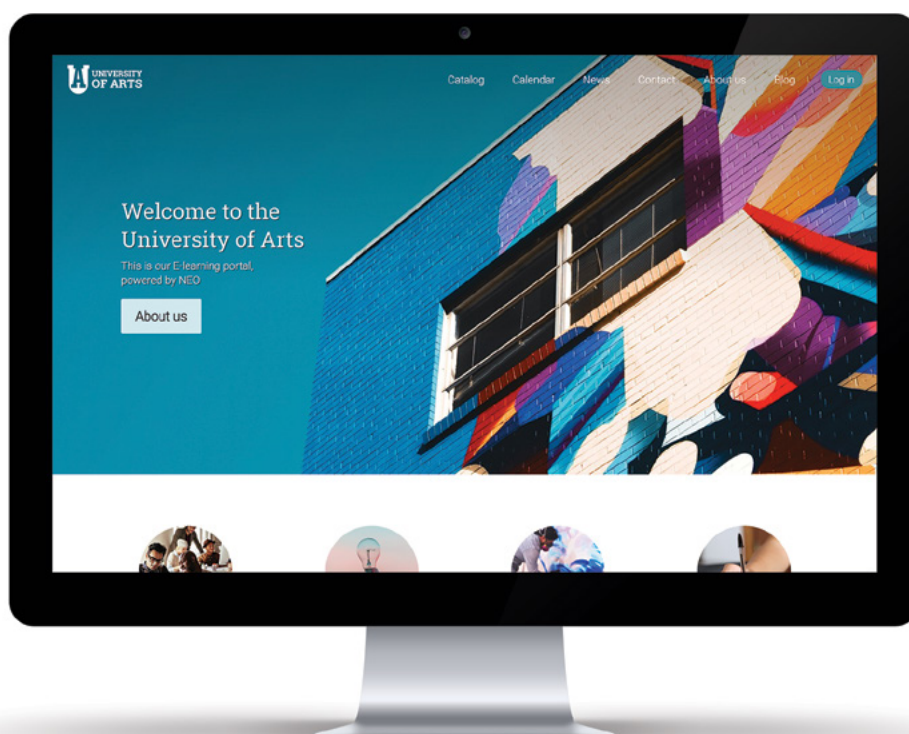 UNIVERSITY
OF ARTS
Catalog Calendar News Contact About us Blog Log in
Welcome to the
University of Arts
This is our E-learning portal,
powered by NEO
About us